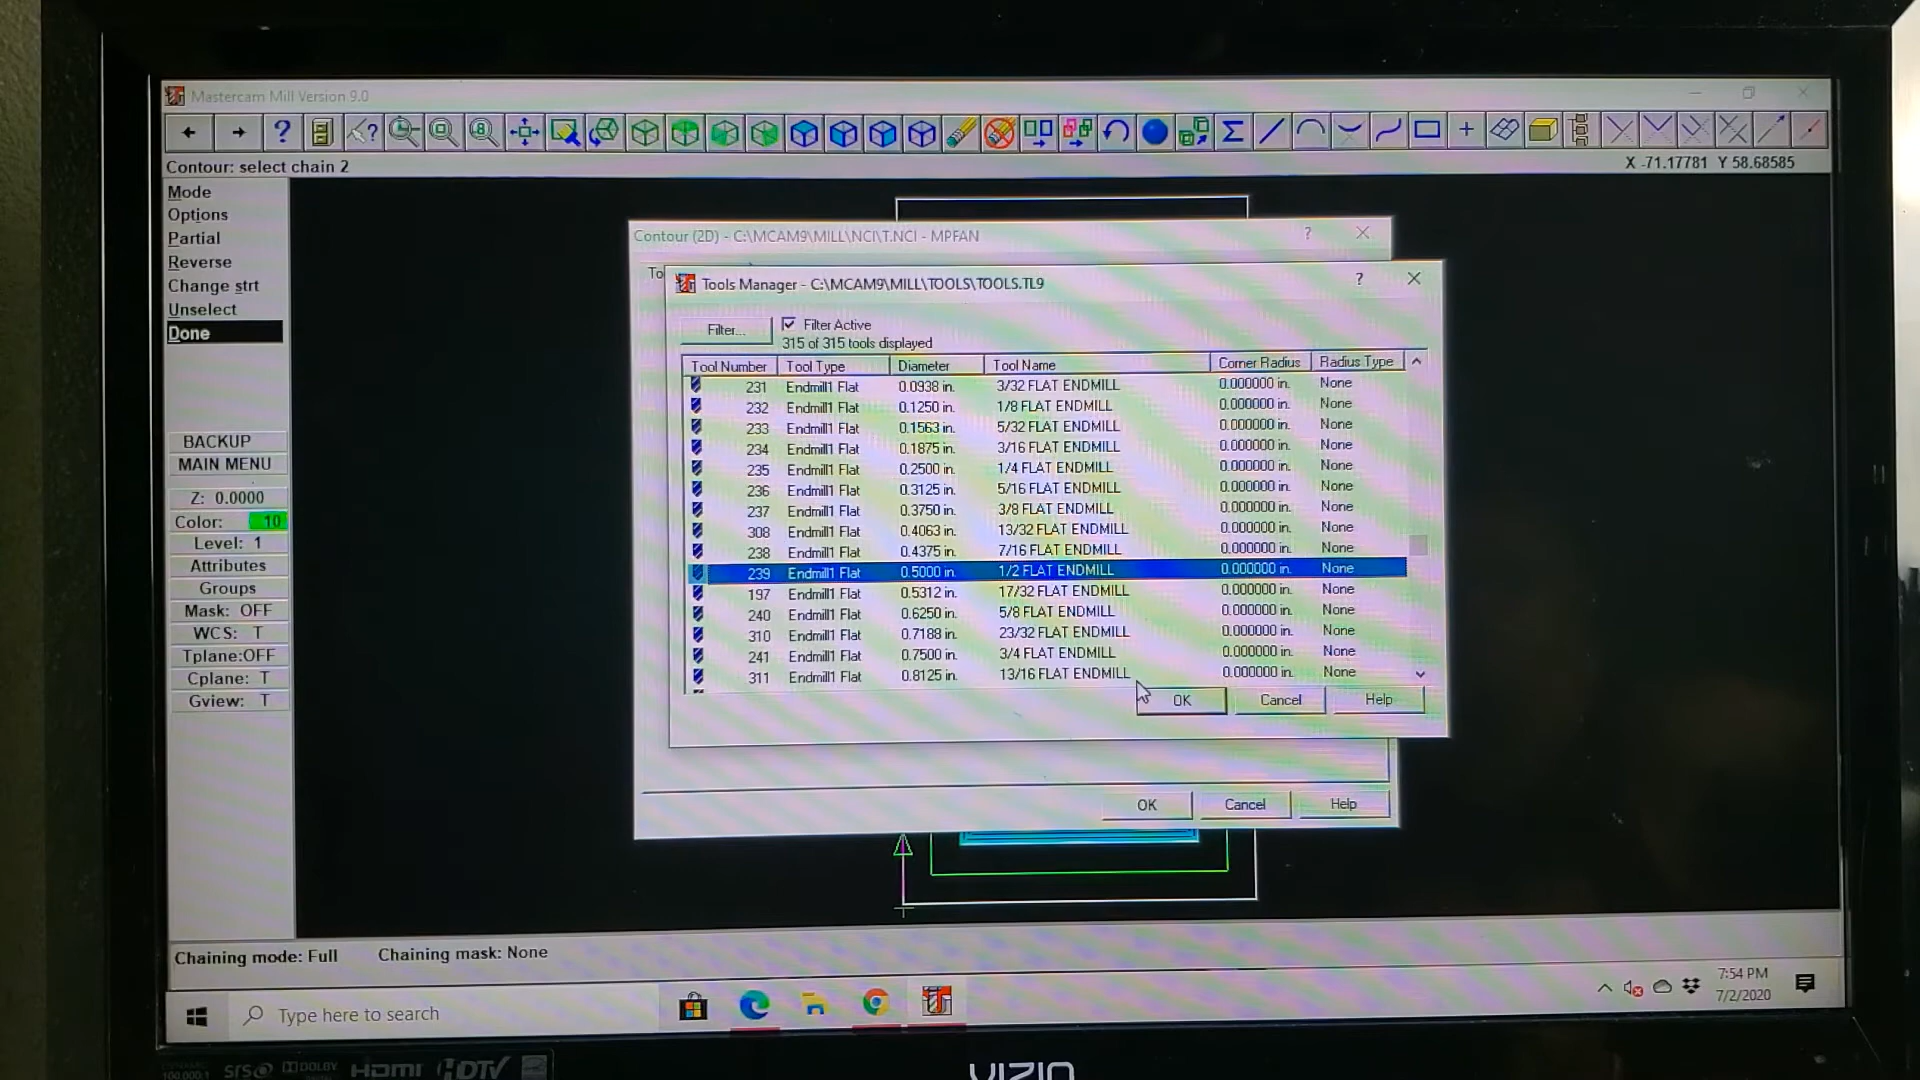 Mastercam Mill Version 9.0
Contour: select chain 2
X -71.17781 Y 58.68585
Mode
Options
Partial
Reverse
Change strt
Unselect
Done
BACKUP
MAIN MENU
Z: 0.0000
Color: 10
Level: 1
Attributes
Groups
Mask: OFF
WCS: T
Tplane:OFF
Cplane: T
Gview: T
Contour (2D) - C:\MCAM9\MILL\NCI\T.NCI - MPFAN
To
Tools Manager - C:\MCAM9\MILL\TOOLS\TOOLS.TL9
Filter...
Filter Active
315 of 315 tools displayed
Tool Number Tool Type Diameter Tool Name Corner Radius Radius Type
231 Endmill1 Flat 0.0938 in. 3/32 FLAT ENDMILL 0.000000 in. None
232 Endmill1 Flat 0.1250 in. 1/8 FLAT ENDMILL 0.000000 in. None
233 Endmill1 Flat 0.1563 in. 5/32 FLAT ENDMILL 0.000000 in. None
234 Endmill1 Flat 0.1875 in. 3/16 FLAT ENDMILL 0.000000 in. None
235 Endmill1 Flat 0.2500 in. 1/4 FLAT ENDMILL 0.000000 in. None
236 Endmill1 Flat 0.3125 in. 5/16 FLAT ENDMILL 0.000000 in. None
237 Endmill1 Flat 0.3750 in. 3/8 FLAT ENDMILL 0.000000 in. None
308 Endmill1 Flat 0.4063 in. 13/32 FLAT ENDMILL 0.000000 in. None
238 Endmill1 Flat 0.4375 in. 7/16 FLAT ENDMILL 0.000000 in. None
239 Endmill1 Flat 0.5000 in. 1/2 FLAT ENDMILL 0.000000 in. None
197 Endmill1 Flat 0.5312 in. 17/32 FLAT ENDMILL 0.000000 in. None
240 Endmill1 Flat 0.6250 in. 5/8 FLAT ENDMILL 0.000000 in. None
310 Endmill1 Flat 0.7188 in. 23/32 FLAT ENDMILL 0.000000 in. None
241 Endmill1 Flat 0.7500 in. 3/4 FLAT ENDMILL 0.000000 in. None
311 Endmill1 Flat 0.8125 in. 13/16 FLAT ENDMILL 0.000000 in. None
OK Cancel Help
OK Cancel Help
Chaining mode: Full Chaining mask: None
Type here to search
7:54 PM
7/2/2020
SRS DOLBY HDMI HDTV
VIZIO